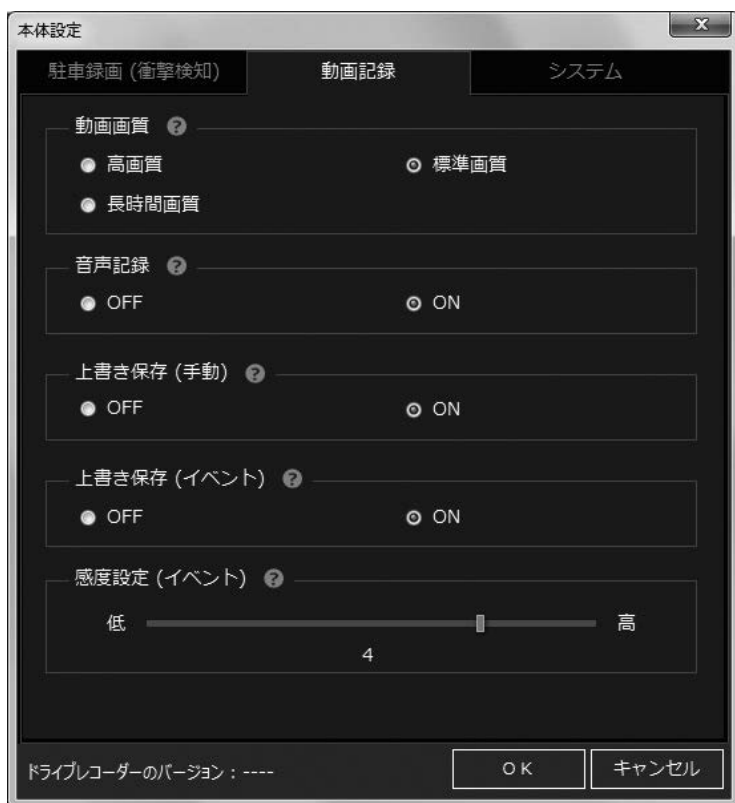 本体設定
x
駐車録画 (衝撃検知) 動画記録 システム
動画画質 ?
高画質 標準画質
長時間画質
音声記録 ?
OFF ON
上書き保存 (手動) ?
OFF ON
上書き保存 (イベント) ?
OFF ON
感度設定 (イベント) ?
低 高
4
ドライブレコーダーのバージョン : ---- OK キャンセル